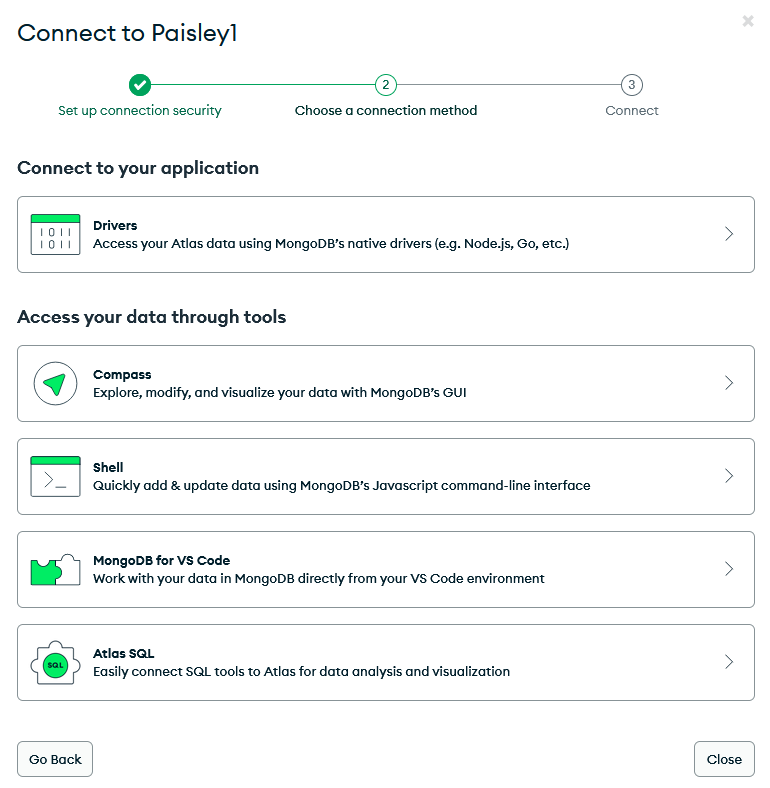 Connect to Paisley1
2
3
Set up connection security
Choose a connection method
Connect
Connect to your application
1011
1011
Drivers
Access your Atlas data using MongoDB's native drivers (e.g. Node.js, Go, etc.)
Access your data through tools
Compass
Explore, modify, and visualize your data with MongoDB's GUI
>_
Shell
Quickly add & update data using MongoDB's Javascript command-line interface
MongoDB for VS Code
Work with your data in MongoDB directly from your VS Code environment
SQL
Atlas SQL
Easily connect SQL tools to Atlas for data analysis and visualization
Go Back
Close